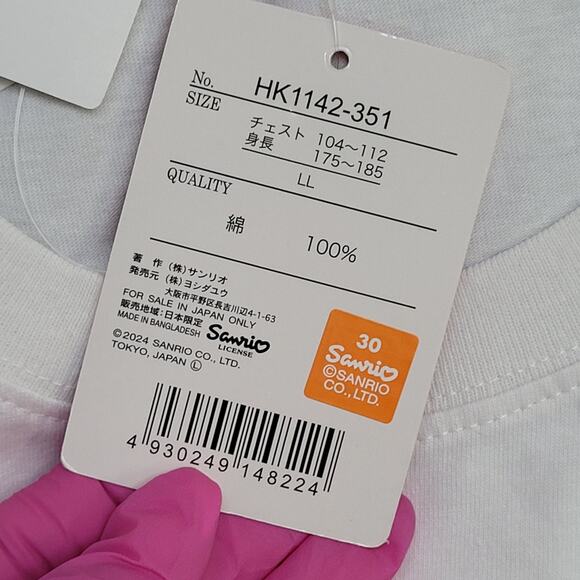 No. HK1142-351
SIZE
チェスト 104～112
身長 175～185
LL
QUALITY
綿 100%
著 作 (株)サンリオ
発売元 (株)ヨシダユウ
大阪市平野区長吉川辺4-1-63
FOR SALE IN JAPAN ONLY
販売地域:日本限定
MADE IN BANGLADESH
Sanrio
LICENSE
©2024 SANRIO CO., LTD.
TOKYO, JAPAN Ⓛ
30
Sanrio
©SANRIO
CO., LTD.
4 930249 148224